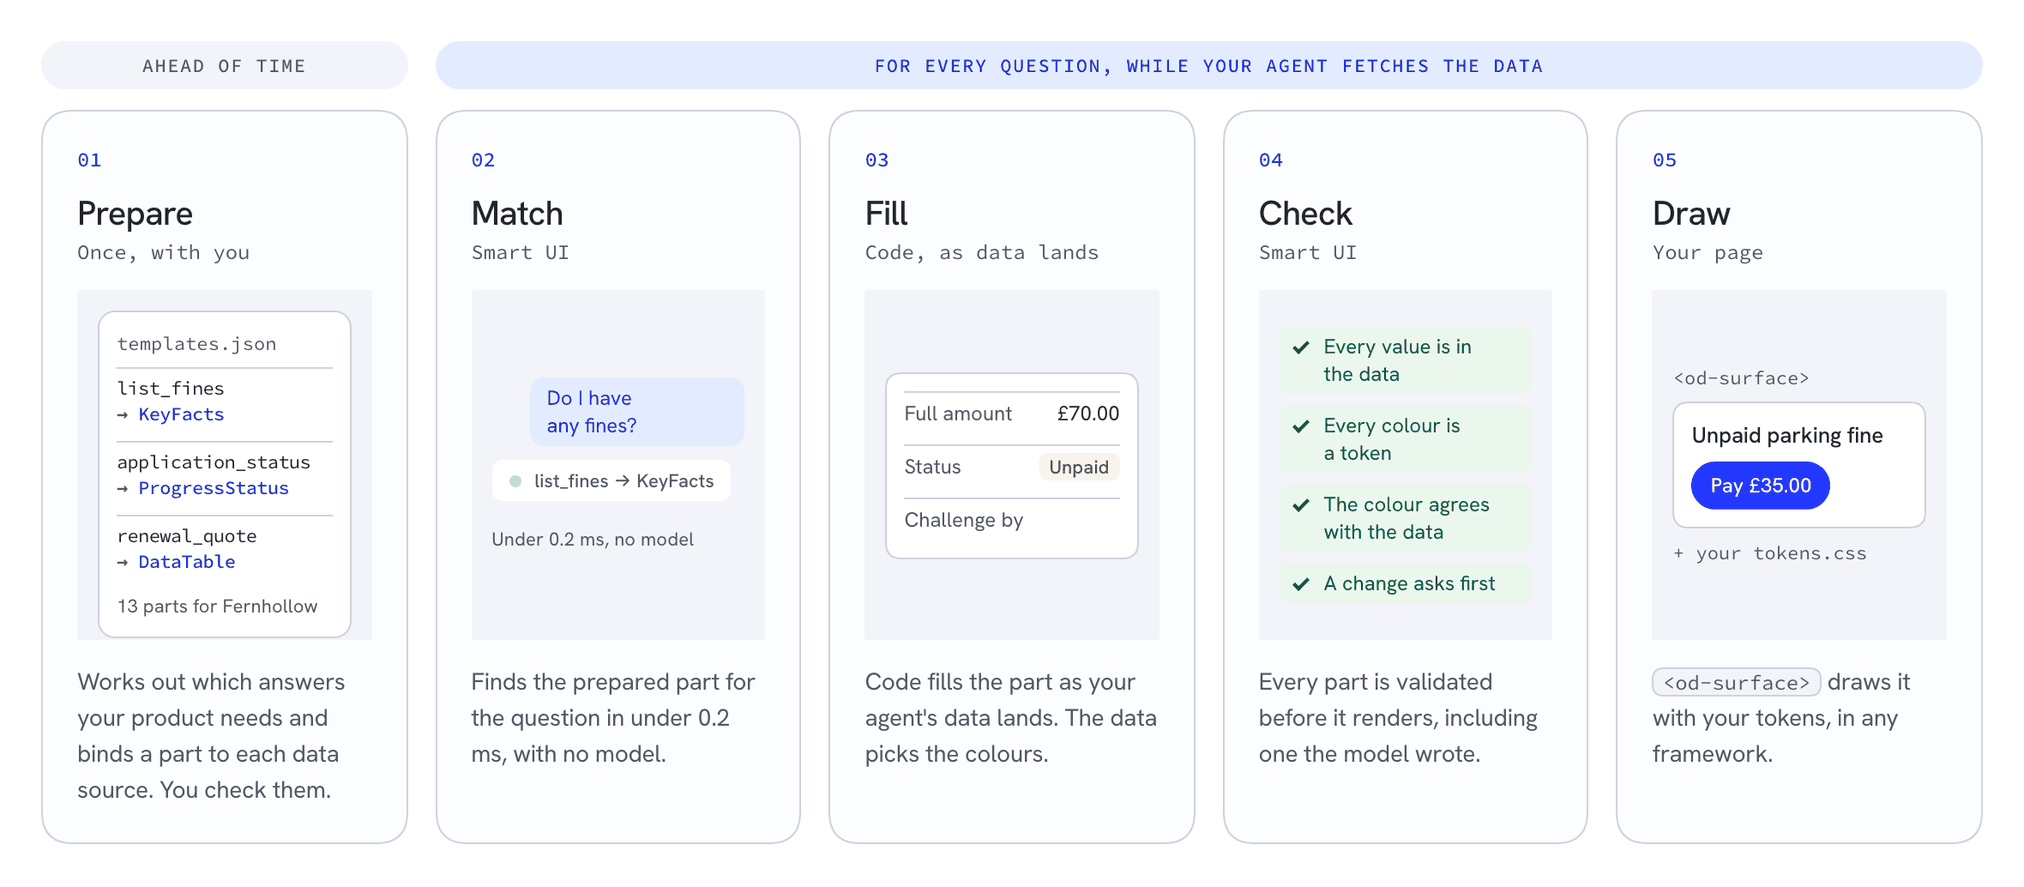 AHEAD OF TIME
FOR EVERY QUESTION, WHILE YOUR AGENT FETCHES THE DATA
01
Prepare
Once, with you
templates.json
list_fines
→ KeyFacts
application_status
→ ProgressStatus
renewal_quote
→ DataTable
13 parts for Fernhollow
Works out which answers
your product needs and
binds a part to each data
source. You check them.
02
Match
Smart UI
Do I have
any fines?
list_fines → KeyFacts
Under 0.2 ms, no model
Finds the prepared part for
the question in under 0.2
ms, with no model.
03
Fill
Code, as data lands
Full amount £70.00
Status Unpaid
Challenge by
Code fills the part as your
agent's data lands. The data
picks the colours.
04
Check
Smart UI
Every value is in
the data
Every colour is
a token
The colour agrees
with the data
A change asks first
Every part is validated
before it renders, including
one the model wrote.
05
Draw
Your page
<od-surface>
Unpaid parking fine
Pay £35.00
+ your tokens.css
<od-surface> draws it
with your tokens, in any
framework.